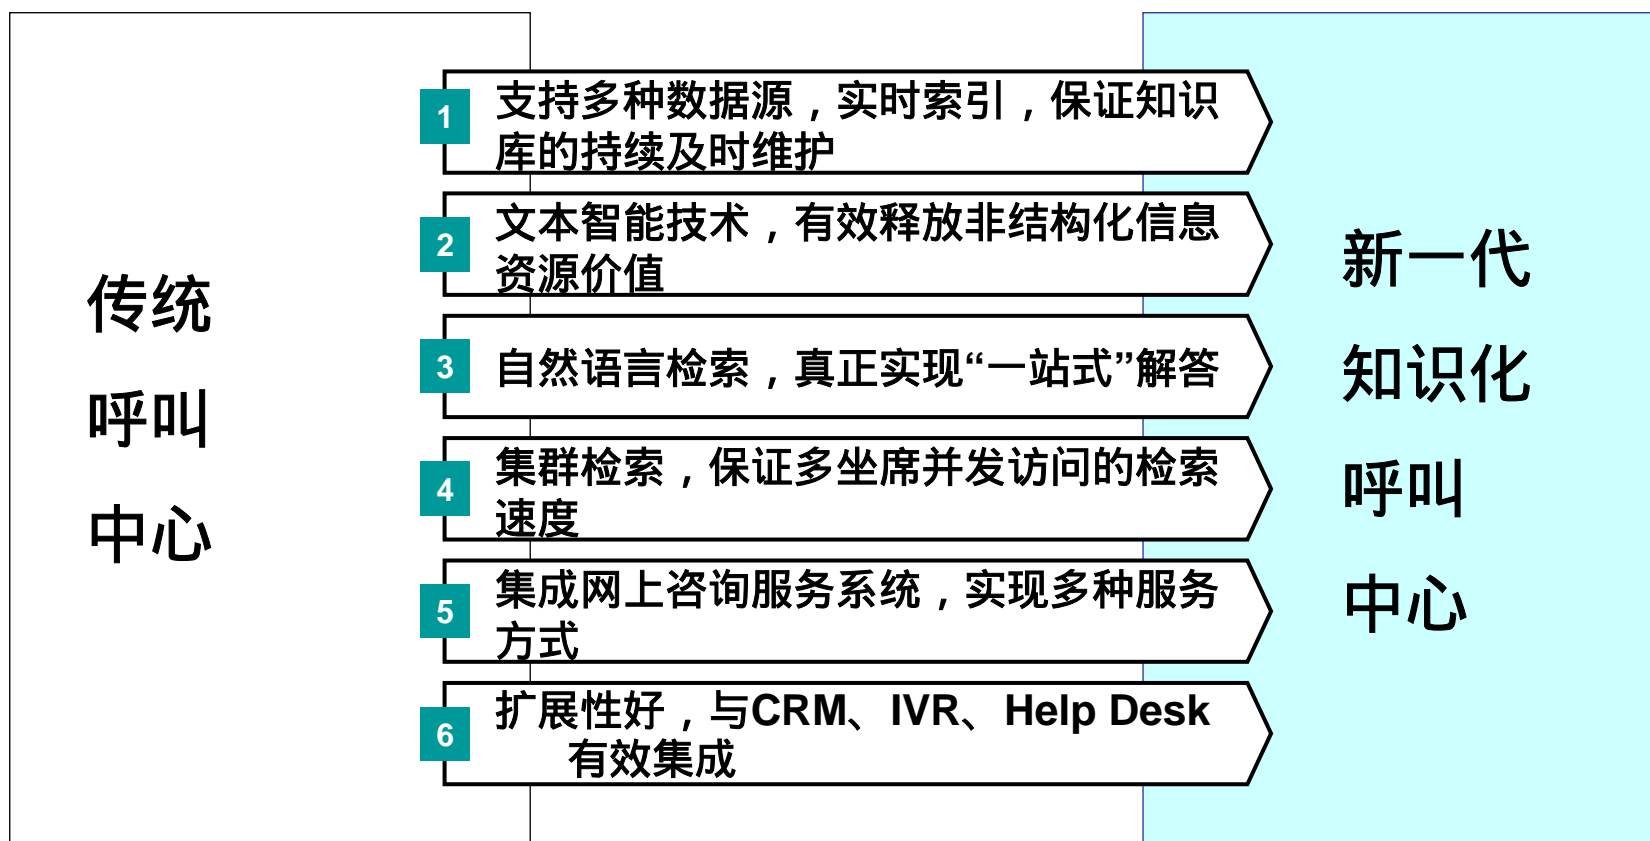 传统
呼叫
中心
1
支持多种数据源，实时索引，保证知识
库的持续及时维护
2
文本智能技术，有效释放非结构化信息
资源价值
3
自然语言检索，真正实现“一站式”解答
4
集群检索，保证多坐席并发访问的检索
速度
5
集成网上咨询服务系统，实现多种服务
方式
6
扩展性好，与CRM、IVR、Help Desk
有效集成
新一代
知识化
呼叫
中心